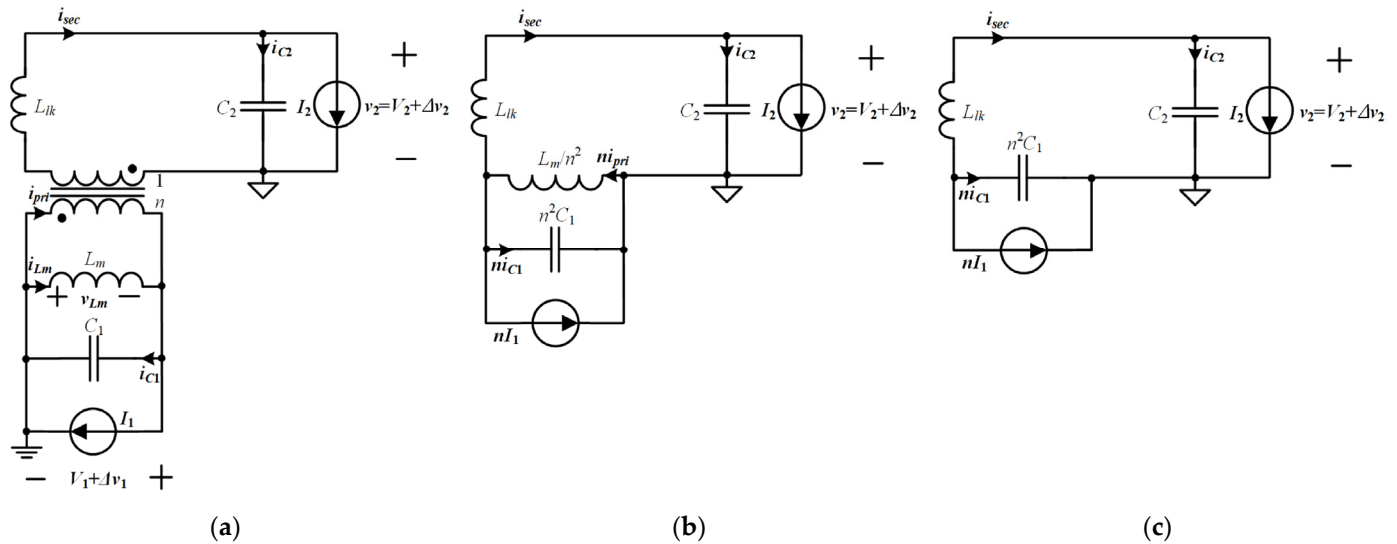 i_sec
i_C2
+
L_lk
C_2
I_2
v_2=V_2+Δv_2
−
1
i_pri
n
i_Lm
L_m
+
v_Lm
−
C_1
i_C1
I_1
−
V_1+Δv_1
+
(a)
i_sec
i_C2
+
L_lk
C_2
I_2
v_2=V_2+Δv_2
−
L_m/n^2
ni_pri
n^2C_1
ni_C1
nI_1
(b)
i_sec
i_C2
+
L_lk
C_2
I_2
v_2=V_2+Δv_2
−
n^2C_1
ni_C1
nI_1
(c)